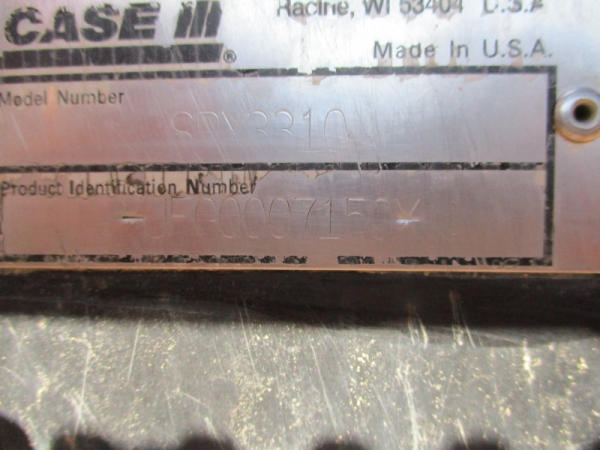 CASE III ®
Racine, WI 53404 U.S.A
Made In U.S.A.
Model Number
SPX3310
Product Identification Number